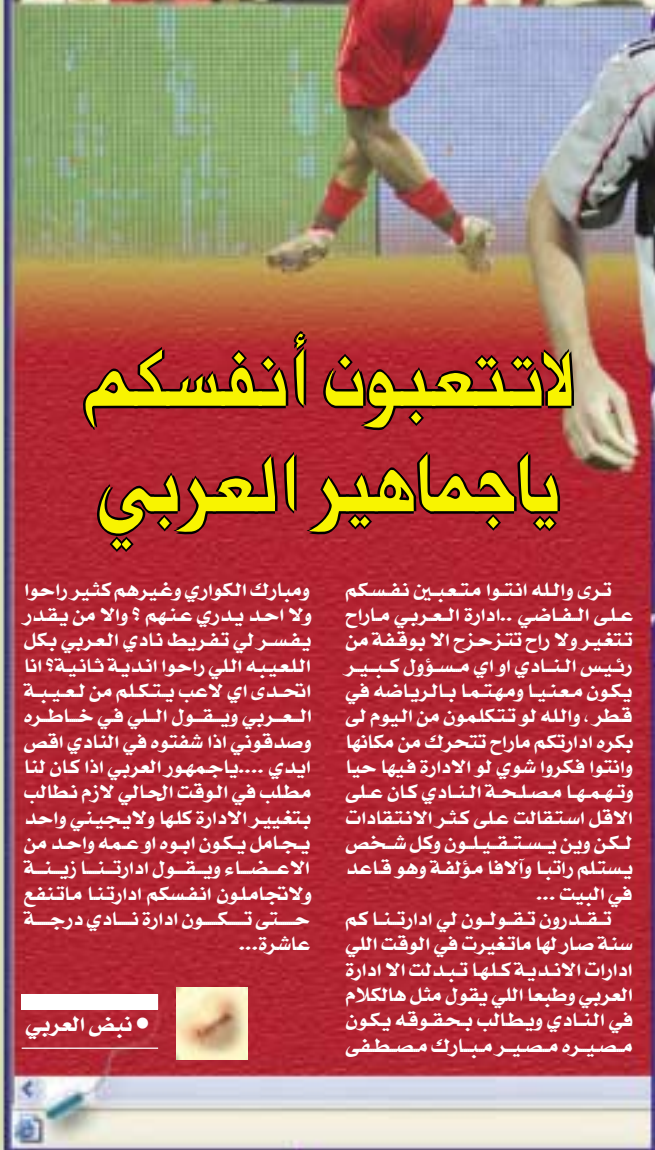 لاتتعبون أنفسكم
ياجماهير العربي
ترى والله انتوا متعبين نفسكم
على الفاضي ..ادارة العربي ماراح
تتغير ولا راح تتزحزح الا بوقفة من
رئيس النادي او اي مسؤول كبير
يكون معنيا ومهتما بالرياضه في
قطر ، والله لو تتكلمون من اليوم لى
بكره ادارتكم ماراح تتحرك من مكانها
وانتوا فكروا شوي لو الادارة فيها حيا
وتهمها مصلحة النادي كان على
الاقل استقالت على كثر الانتقادات
لكن وين يستقيلون وكل شخص
يستلم راتبا وآلافا مؤلفة وهو قاعد
في البيت ...
تقدرون تقولون لي ادارتنا كم
سنة صار لها ماتغيرت في الوقت اللي
ادارات الاندية كلها تبدلت الا ادارة
العربي وطبعا اللي يقول مثل هالكلام
في النادي ويطالب بحقوقه يكون
مصيره مصير مبارك مصطفى
ومبارك الكواري وغيرهم كثير راحوا
ولا احد يدري عنهم ؟ والا من يقدر
يفسر لي تفريط نادي العربي بكل
اللعيبه اللي راحوا اندية ثانية؟ انا
اتحدى اي لاعب يتكلم من لعيبة
العربي ويقول اللي في خاطره
وصدقوني اذا شفتوه في النادي اقص
ايدي ....ياجمهور العربي اذا كان لنا
مطلب في الوقت الحالي لازم نطالب
بتغيير الادارة كلها ولايجيني واحد
يجامل يكون ابوه او عمه واحد من
الاعضاء ويقول ادارتنا زينة
ولاتجاملون انفسكم ادارتنا ماتنفع
حتى تكون ادارة نادي درجة
عاشرة...
● نبض العربي